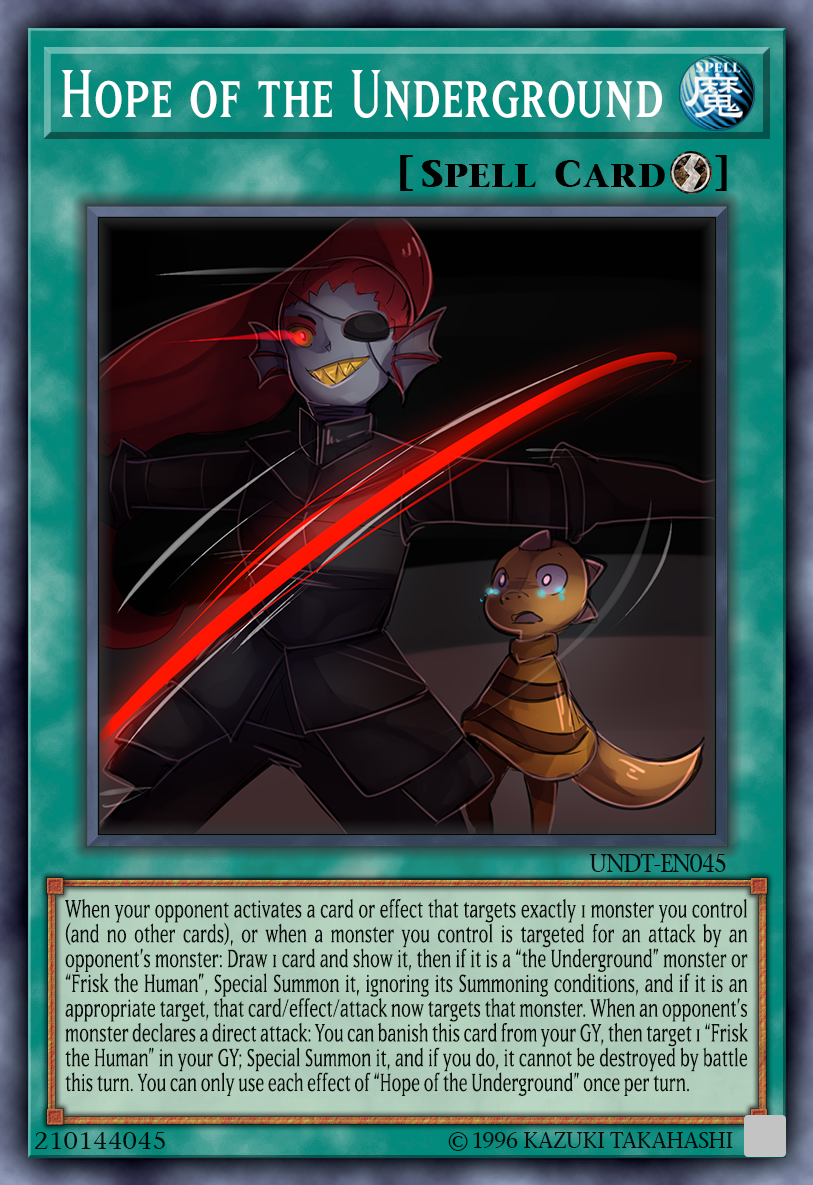 Hope of the Underground
SPELL
魔
[Spell Card]
UNDT-EN045
When your opponent activates a card or effect that targets exactly 1 monster you control
(and no other cards), or when a monster you control is targeted for an attack by an
opponent's monster: Draw 1 card and show it, then if it is a "the Underground" monster or
"Frisk the Human", Special Summon it, ignoring its Summoning conditions, and if it is an
appropriate target, that card/effect/attack now targets that monster. When an opponent's
monster declares a direct attack: You can banish this card from your GY, then target 1 "Frisk
the Human" in your GY; Special Summon it, and if you do, it cannot be destroyed by battle
this turn. You can only use each effect of "Hope of the Underground" once per turn.
210144045
© 1996 KAZUKI TAKAHASHI